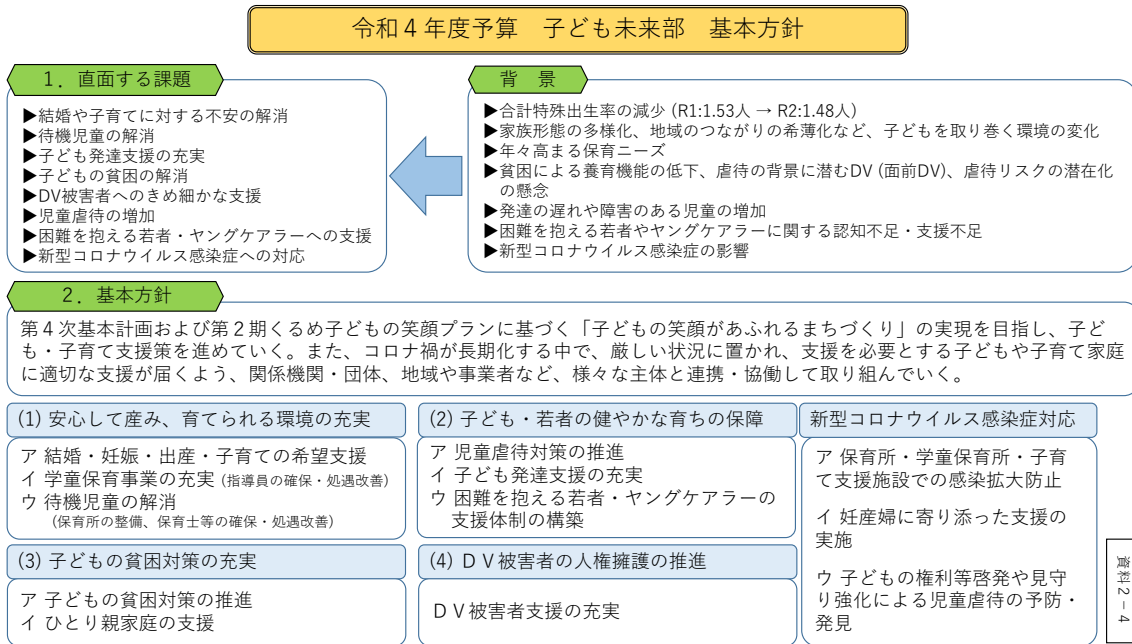 令和４年度予算　子ども未来部　基本方針
１．直面する課題
▶結婚や子育てに対する不安の解消
▶待機児童の解消
▶子ども発達支援の充実
▶子どもの貧困の解消
▶DV被害者へのきめ細かな支援
▶児童虐待の増加
▶困難を抱える若者・ヤングケアラーへの支援
▶新型コロナウイルス感染症への対応
背　景
▶合計特殊出生率の減少 (R1:1.53人 → R2:1.48人)
▶家族形態の多様化、地域のつながりの希薄化など、子どもを取り巻く環境の変化
▶年々高まる保育ニーズ
▶貧困による養育機能の低下、虐待の背景に潜むDV (面前DV)、虐待リスクの潜在化
の懸念
▶発達の遅れや障害のある児童の増加
▶困難を抱える若者やヤングケアラーに関する認知不足・支援不足
▶新型コロナウイルス感染症の影響
２．基本方針
第４次基本計画および第２期くるめ子どもの笑顔プランに基づく「子どもの笑顔があふれるまちづくり」の実現を目指し、子ど
も・子育て支援策を進めていく。また、コロナ禍が長期化する中で、厳しい状況に置かれ、支援を必要とする子どもや子育て家庭
に適切な支援が届くよう、関係機関・団体、地域や事業者など、様々な主体と連携・協働して取り組んでいく。
(1) 安心して産み、育てられる環境の充実
ア 結婚・妊娠・出産・子育ての希望支援
イ 学童保育事業の充実 (指導員の確保・処遇改善)
ウ 待機児童の解消
(保育所の整備、保育士等の確保・処遇改善)
(2) 子ども・若者の健やかな育ちの保障
ア 児童虐待対策の推進
イ 子ども発達支援の充実
ウ 困難を抱える若者・ヤングケアラーの
支援体制の構築
(3) 子どもの貧困対策の充実
ア 子どもの貧困対策の推進
イ ひとり親家庭の支援
(4) ＤＶ被害者の人権擁護の推進
ＤＶ被害者支援の充実
新型コロナウイルス感染症対応
ア 保育所・学童保育所・子育
て支援施設での感染拡大防止
イ 妊産婦に寄り添った支援の
実施
ウ 子どもの権利等啓発や見守
り強化による児童虐待の予防・
発見
資料２－４